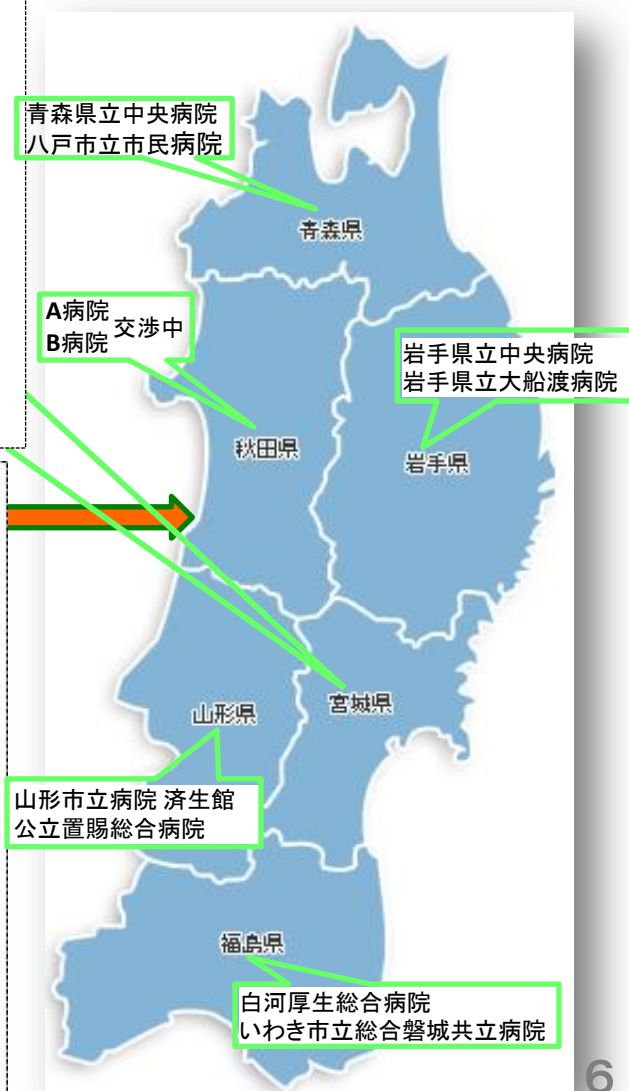 青森県立中央病院
八戸市立市民病院
青森県
A病院
B病院
交渉中
岩手県立中央病院
岩手県立大船渡病院
秋田県
岩手県
宮城県
山形県
山形市立病院 済生館
公立置賜総合病院
福島県
白河厚生総合病院
いわき市立総合磐城共立病院
6